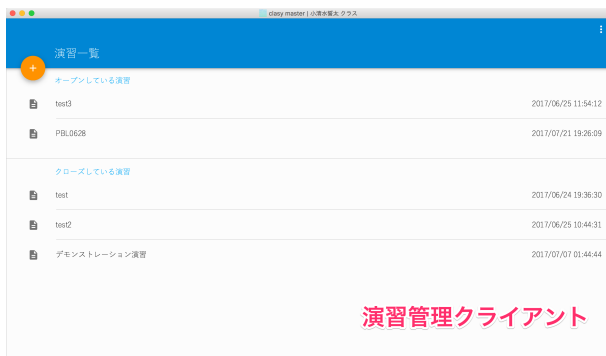 clasy master | 小清水誓太 クラス
演習一覧
+
オープンしている演習
test3 2017/06/25 11:54:12
PBL0628 2017/07/21 19:26:09
クローズしている演習
test 2017/06/24 19:36:30
test2 2017/06/25 10:44:31
デモンストレーション演習 2017/07/07 01:44:44
演習管理クライアント